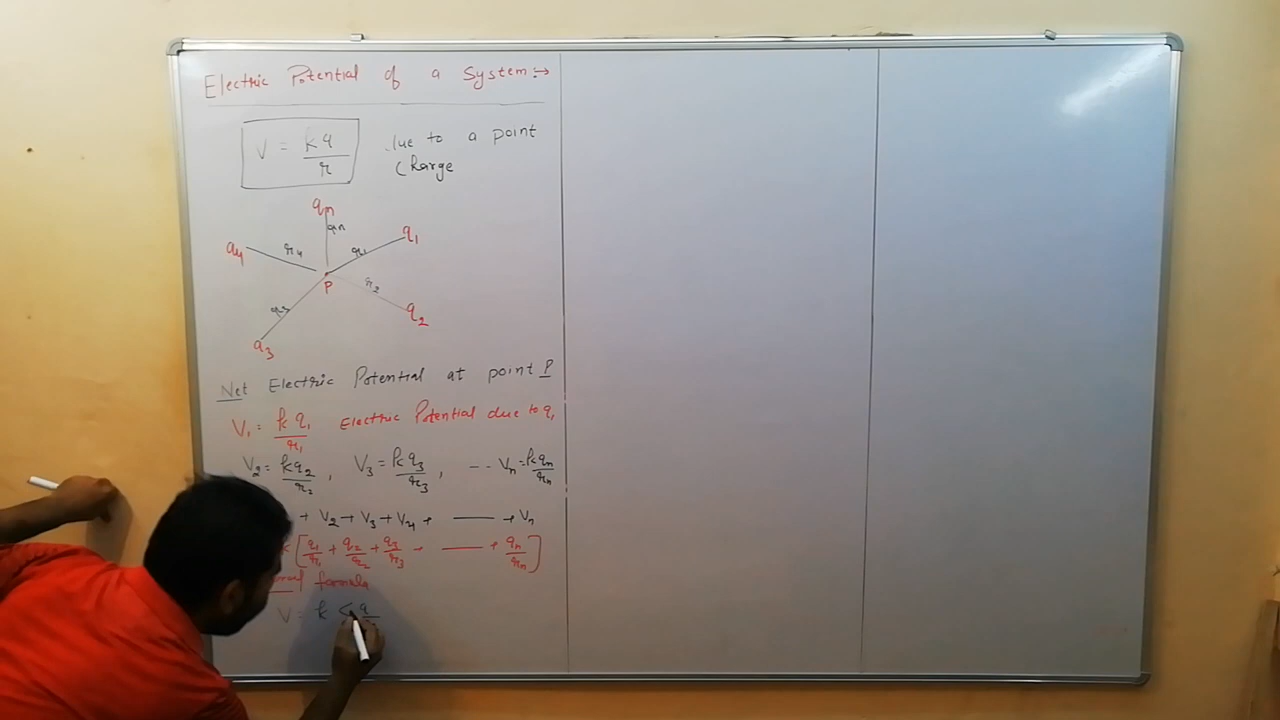 Electric Potential of a System:→
V = kq/r due to a point
Charge
qn
rn
q1
r1
q4
r4
P
r2
q2
r3
q3
Net Electric Potential at point P
V1 = kq1/r1 Electric Potential due to q1
V2 = kq2/r2 , V3 = kq3/r3 , -- Vn = kqn/rn
+ V2 + V3 + V4 + —— + Vn
k[q1/r1 + q2/r2 + q3/r3 + —— + qn/rn]
formula
V = k